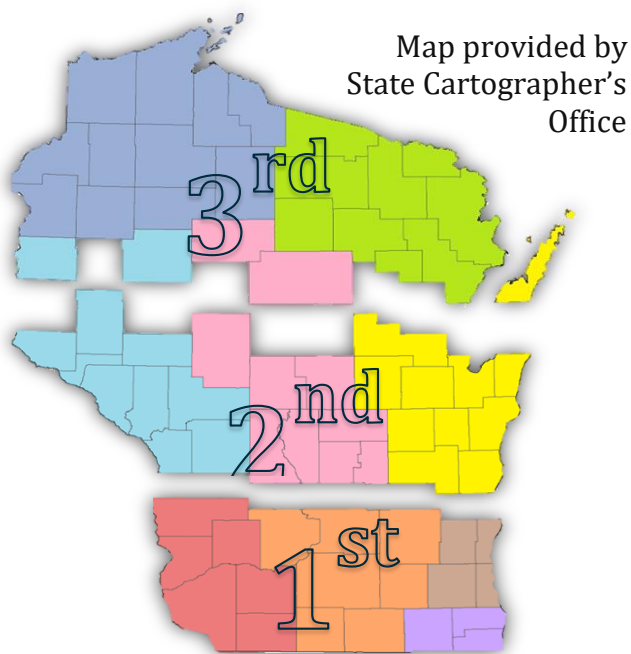 Map provided by
State Cartographer’s
Office
3rd
2nd
1st